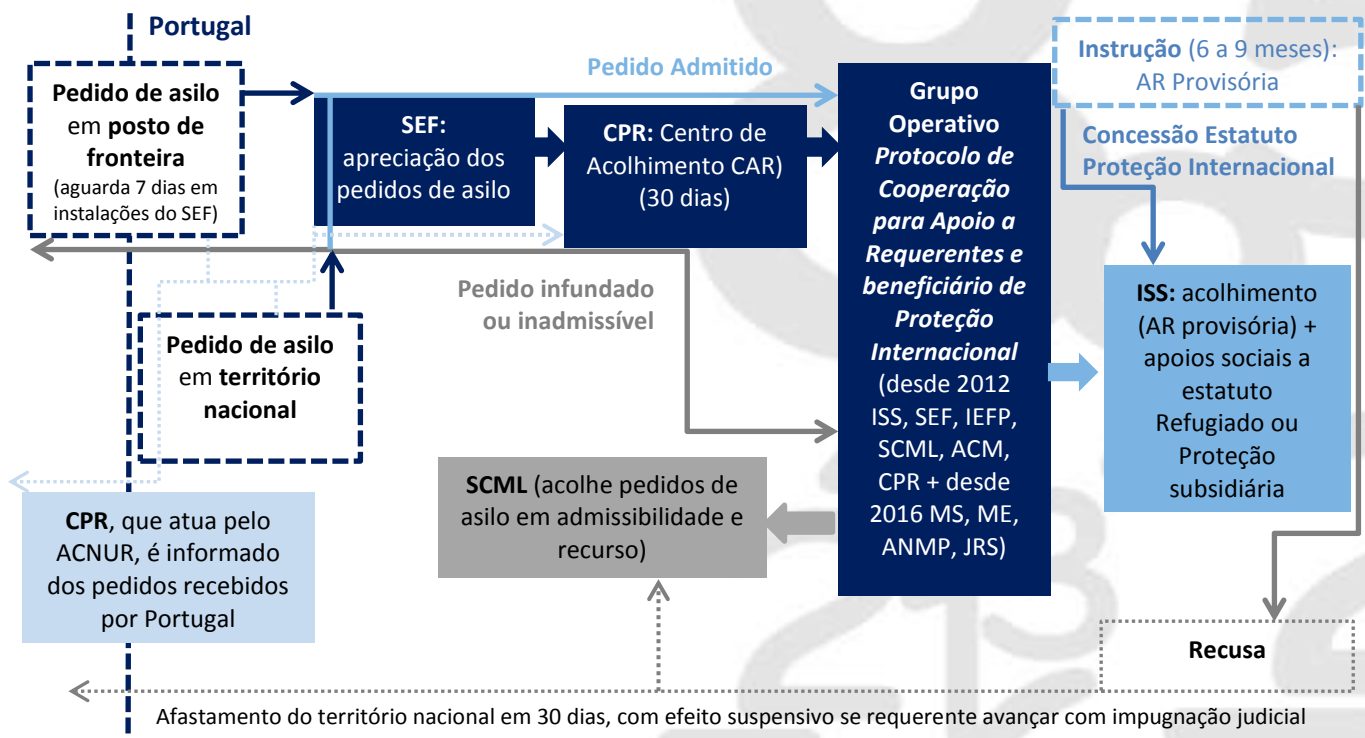 Portugal
Pedido de asilo
em posto de
fronteira
(aguarda 7 dias em
instalações do SEF)
Pedido Admitido
SEF:
apreciação dos
pedidos de asilo
CPR: Centro de
Acolhimento CAR)
(30 dias)
Grupo
Operativo
Protocolo de
Cooperação
para Apoio a
Requerentes e
beneficiário de
Proteção
Internacional
(desde 2012
ISS, SEF, IEFP,
SCML, ACM,
CPR + desde
2016 MS, ME,
ANMP, JRS)
Instrução (6 a 9 meses):
AR Provisória
Concessão Estatuto
Proteção Internacional
ISS: acolhimento
(AR provisória) +
apoios sociais a
estatuto
Refugiado ou
Proteção
subsidiária
Pedido infundado
ou inadmissível
Pedido de asilo
em território
nacional
SCML (acolhe pedidos de
asilo em admissibilidade e
recurso)
CPR, que atua pelo
ACNUR, é informado
dos pedidos recebidos
por Portugal
Recusa
Afastamento do território nacional em 30 dias, com efeito suspensivo se requerente avançar com impugnação judicial